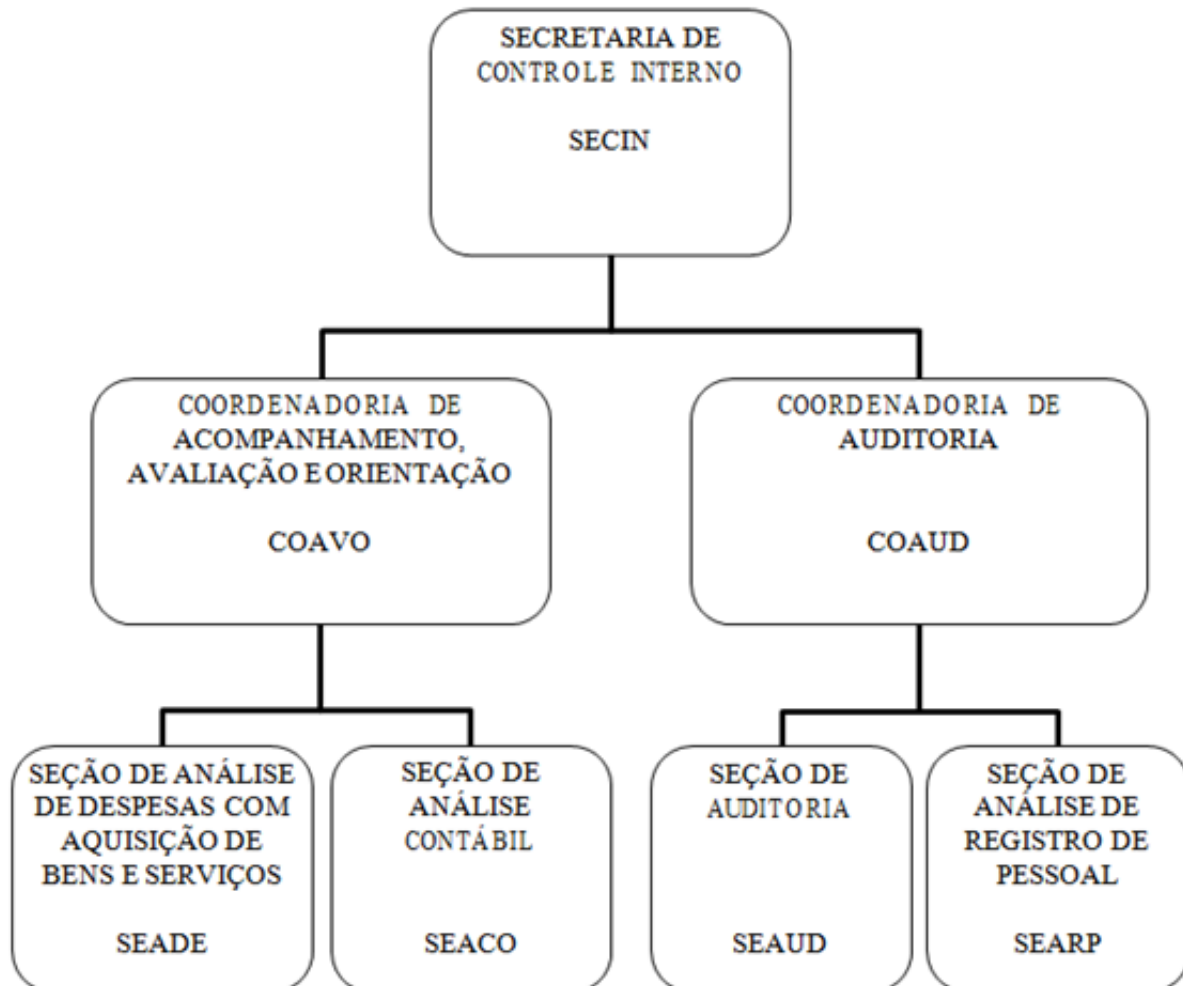 SECRETARIA DE
CONTROLE INTERNO
SECIN
COORDENADORIA DE
ACOMPANHAMENTO,
AVALIAÇÃO E ORIENTAÇÃO
COAVO
COORDENADORIA DE
AUDITORIA
COAUD
SEÇÃO DE ANÁLISE
DE DESPESAS COM
AQUISIÇÃO DE
BENS E SERVIÇOS
SEADE
SEÇÃO DE
ANÁLISE
CONTÁBIL
SEACO
SEÇÃO DE
AUDITORIA
SEAUD
SEÇÃO DE
ANÁLISE DE
REGISTRO DE
PESSOAL
SEARP